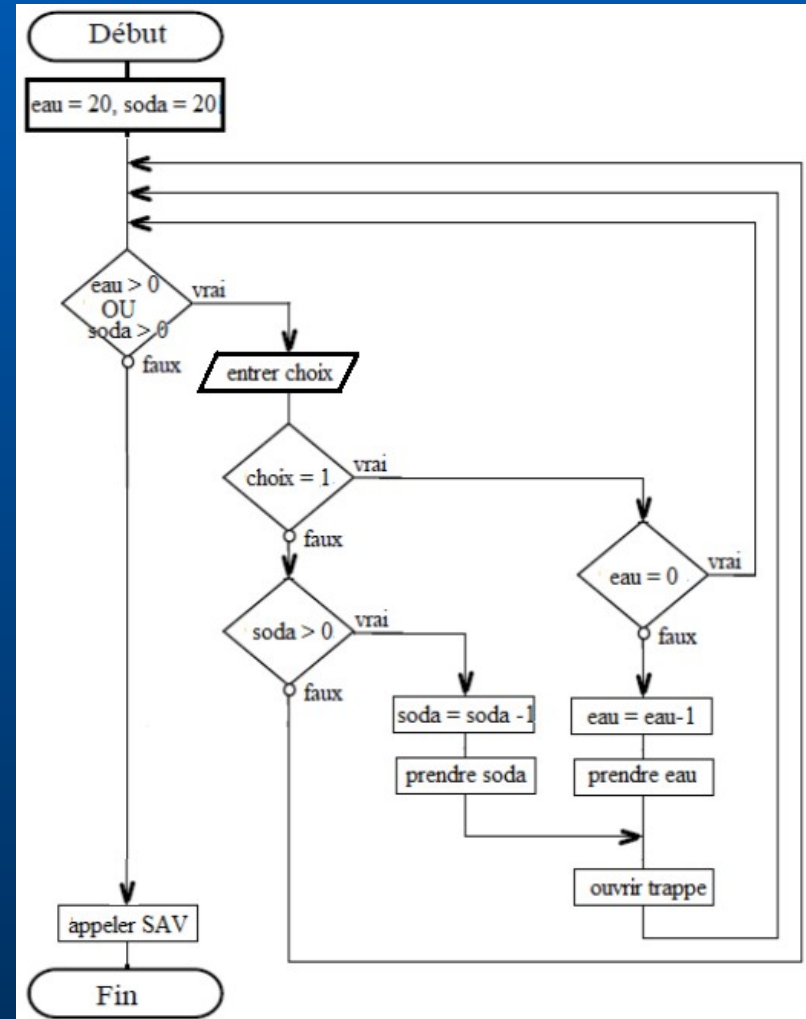 Début
eau = 20, soda = 20
eau > 0
OU
soda > 0
vrai
faux
entrer choix
choix = 1
vrai
faux
eau = 0
vrai
faux
soda > 0
vrai
faux
soda = soda -1
eau = eau-1
prendre soda
prendre eau
ouvrir trappe
appeler SAV
Fin